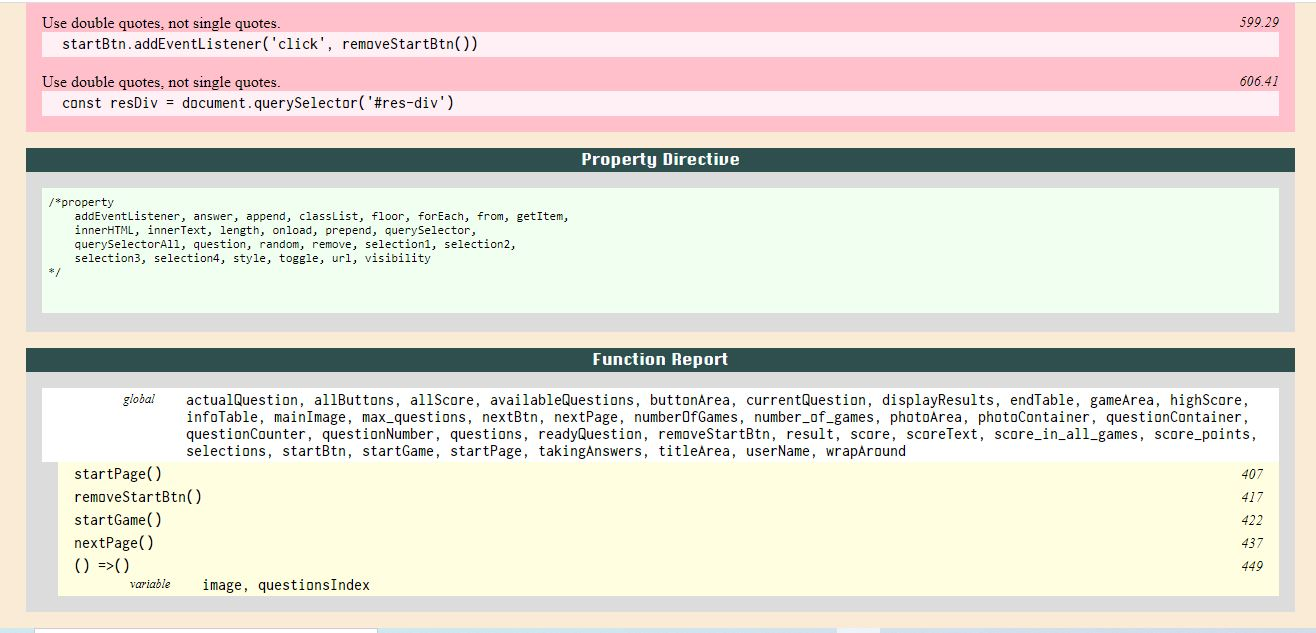 Use double quotes, not single quotes. 599.29
startBtn.addEventListener('click', removeStartBtn())
Use double quotes, not single quotes. 606.41
const resDiv = document.querySelector('#res-div')
Property Directive
/*property
addEventListener, answer, append, classList, floor, forEach, from, getItem,
innerHTML, innerText, length, onload, prepend, querySelector,
querySelectorAll, question, random, remove, selection1, selection2,
selection3, selection4, style, toggle, url, visibility
*/
Function Report
global actualQuestion, allButtons, allScore, availableQuestions, buttonArea, currentQuestion, displayResults, endTable, gameArea, highScore,
infoTable, mainImage, max_questions, nextBtn, nextPage, numberOfGames, number_of_games, photoArea, photoContainer, questionContainer,
questionCounter, questionNumber, questions, readyQuestion, removeStartBtn, result, score, scoreText, score_in_all_games, score_points,
selections, startBtn, startGame, startPage, takingAnswers, titleArea, userName, wrapAround
startPage() 407
removeStartBtn() 417
startGame() 422
nextPage() 437
() =>() 449
variable image, questionsIndex